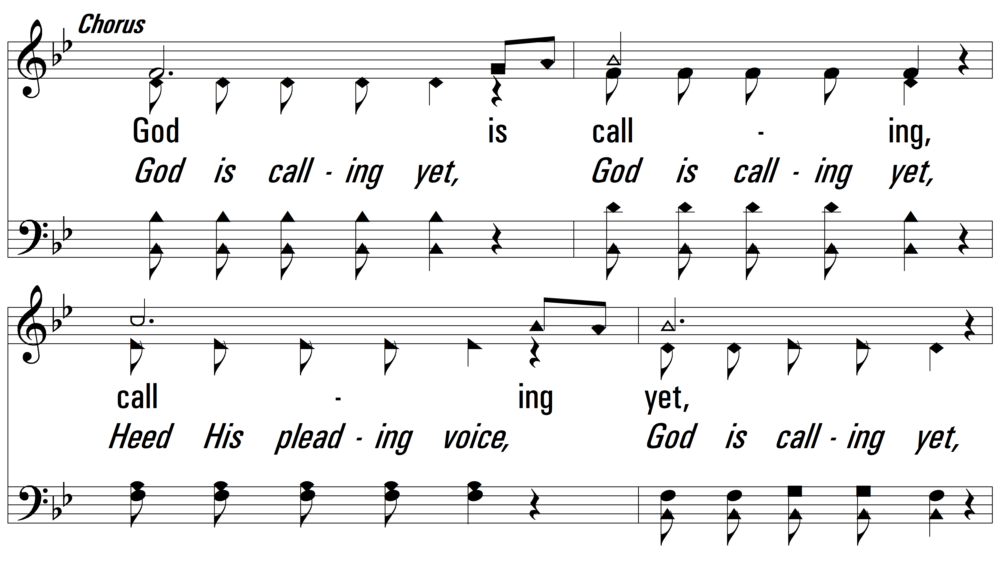 Chorus
God is call - ing,
God is call - ing yet, God is call - ing yet,
call - ing yet,
Heed His plead - ing voice, God is call - ing yet,